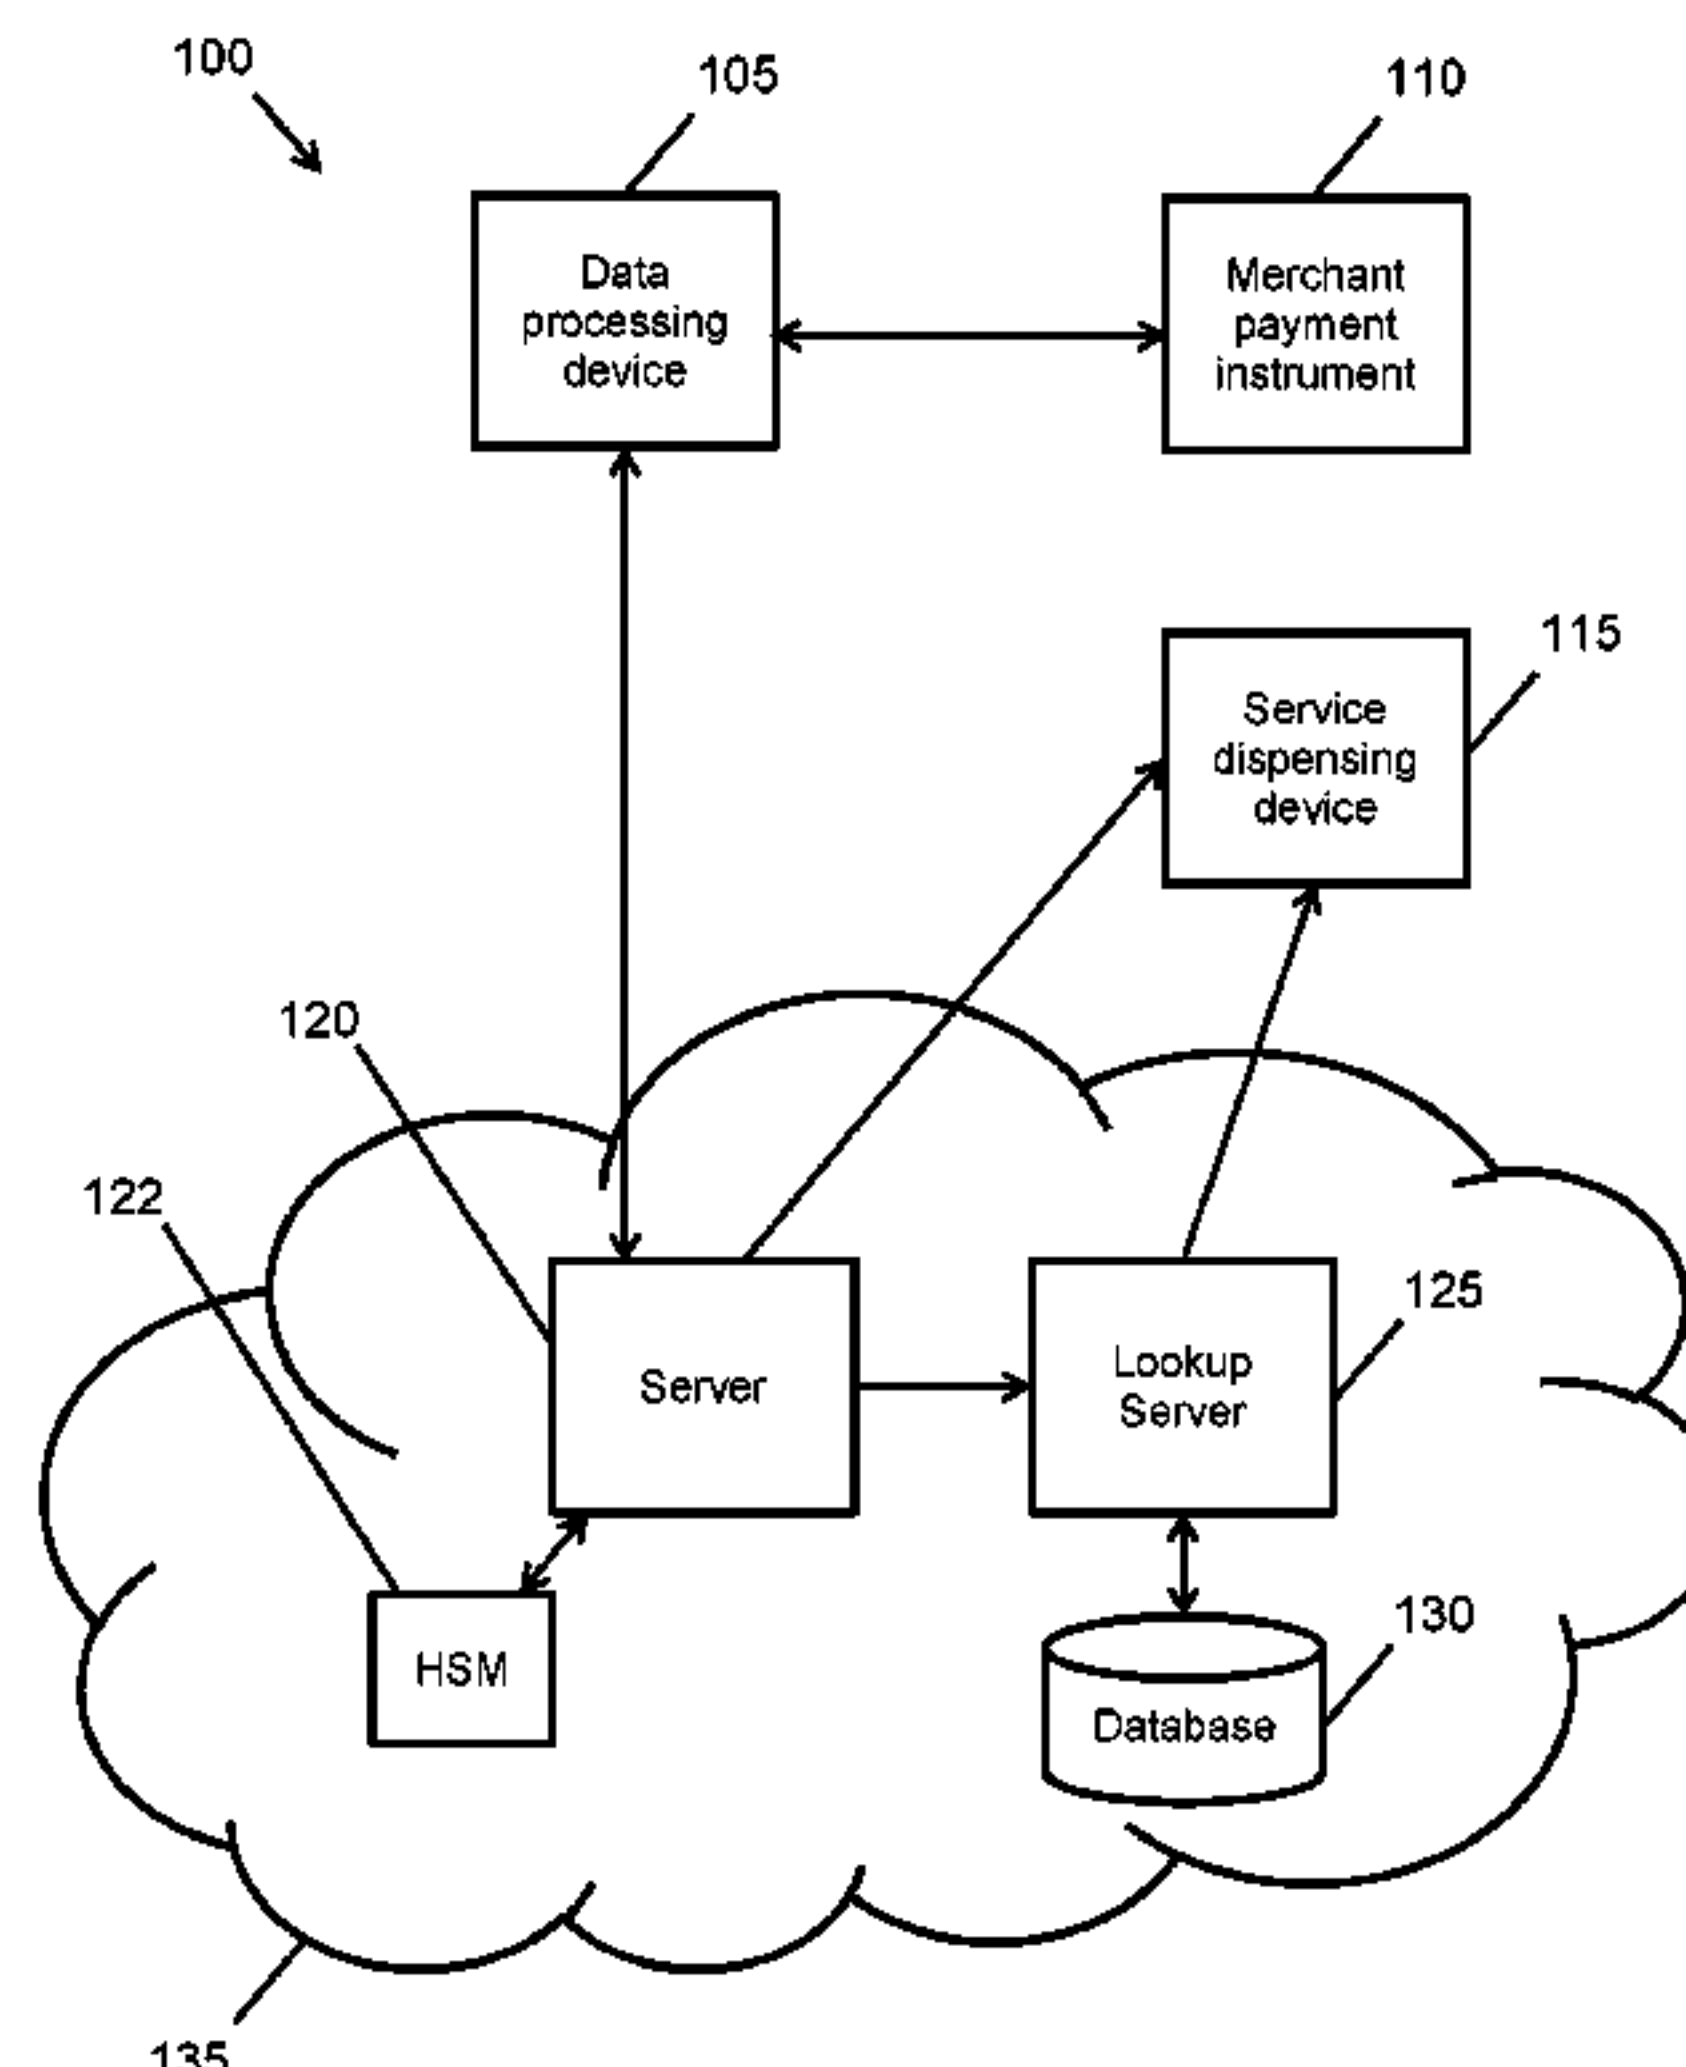 100
105
110
Data
processing
device
Merchant
payment
instrument
115
Service
dispensing
device
120
122
125
Server
Lookup
Server
130
HSM
Database
135